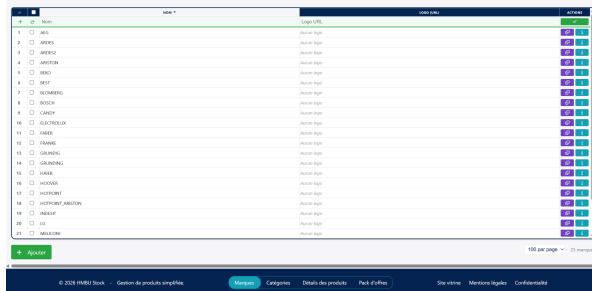 # NOM * LOGO (URL) ACTIONS
+ Nom Logo URL
1 AEG Aucun logo
2 ARDES Aucun logo
3 ARDES2 Aucun logo
4 ARISTON Aucun logo
5 BEKO Aucun logo
6 BEST Aucun logo
7 BLOMBERG Aucun logo
8 BOSCH Aucun logo
9 CANDY Aucun logo
10 ELECTROLUX Aucun logo
11 FABER Aucun logo
12 FRANKE Aucun logo
13 GRUNDIG Aucun logo
14 GRUNDING Aucun logo
15 HAIER Aucun logo
16 HOOVER Aucun logo
17 HOTPOINT Aucun logo
18 HOTPOINT_ARISTON Aucun logo
19 INDESIT Aucun logo
20 LG Aucun logo
21 MELICONI Aucun logo
+ Ajouter 100 par page 25 marqu
© 2026 HMBU Stock - Gestion de produits simplifiée. Marques Catégories Détails des produits Pack d'offres Site vitrine Mentions légales Confidentialité